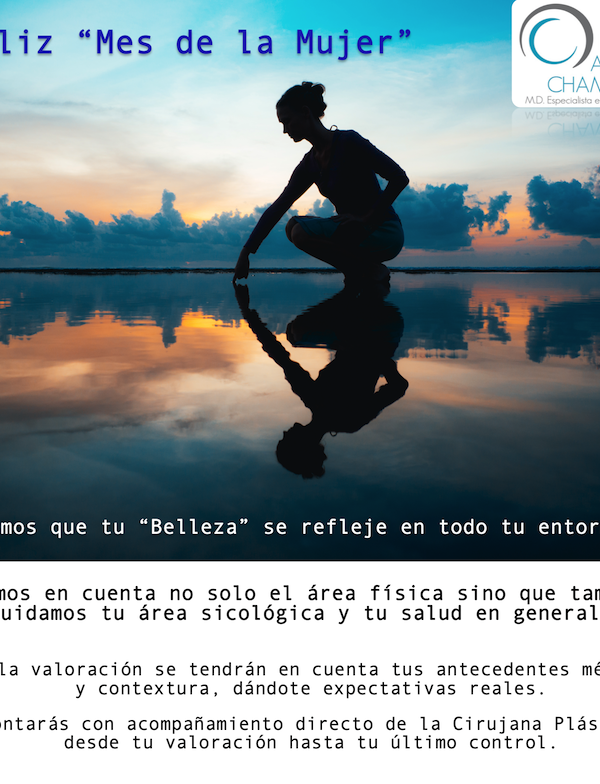 liz “Mes de la Mujer”
A
CHAM
M.D. Especialista e
mos que tu “Belleza” se refleje en todo tu entor
mos en cuenta no solo el área física sino que tam
uidamos tu área sicológica y tu salud en general
la valoración se tendrán en cuenta tus antecedentes mé
y contextura, dándote expectativas reales.
ontarás con acompañamiento directo de la Cirujana Plás
desde tu valoración hasta tu último control.